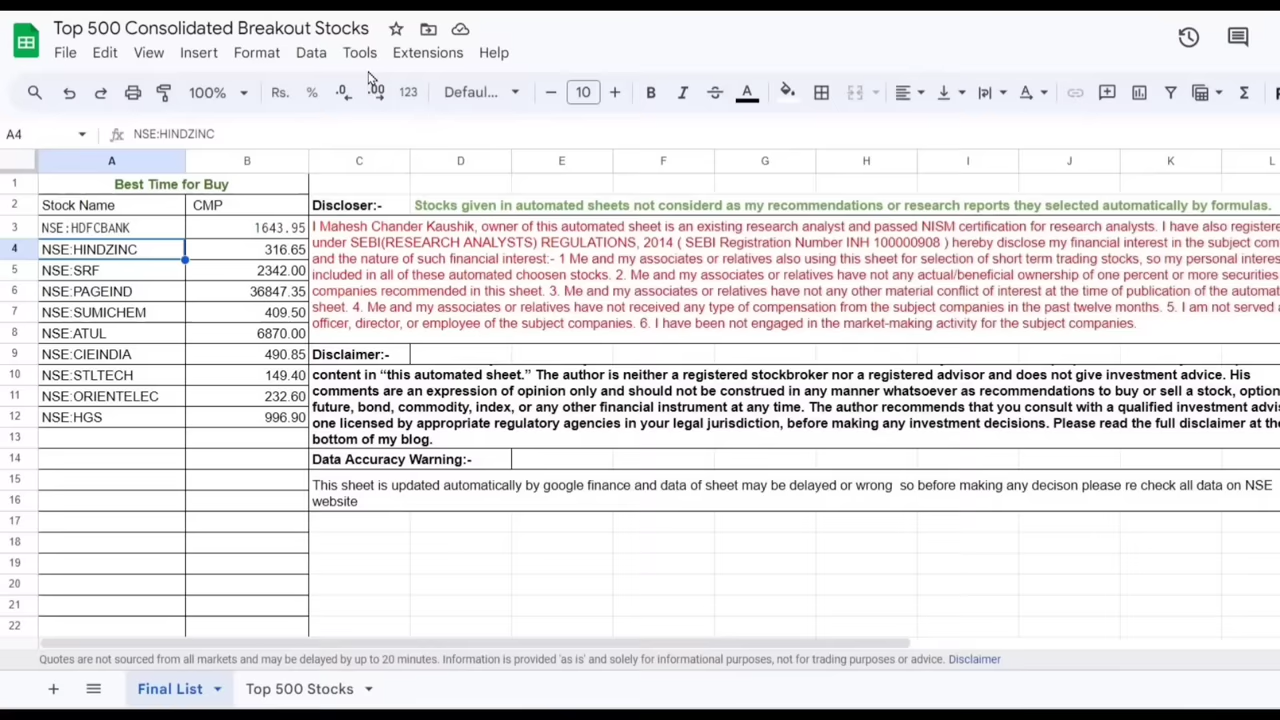 Top 500 Consolidated Breakout Stocks
File Edit View Insert Format Data Tools Extensions Help
100% Rs. % .0 .00 123 Defaul... 10 B I A Σ
A4 fx NSE:HINDZINC
A B C D E F G H I J K L
1 Best Time for Buy
2 Stock Name CMP Discloser:- Stocks given in automated sheets not considerd as my recommendations or research reports they selected automatically by formulas.
3 NSE:HDFCBANK 1643.95 I Mahesh Chander Kaushik, owner of this automated sheet is an existing research analyst and passed NISM certification for research analysts. I have also registere
4 NSE:HINDZINC 316.65 under SEBI(RESEARCH ANALYSTS) REGULATIONS, 2014 ( SEBI Registration Number INH 100000908 ) hereby disclose my financial interest in the subject com
and the nature of such financial interest:- 1 Me and my associates or relatives also using this sheet for selection of short term trading stocks, so my personal interes
5 NSE:SRF 2342.00 included in all of these automated choosen stocks. 2. Me and my associates or relatives have not any actual/beneficial ownership of one percent or more securities
6 NSE:PAGEIND 36847.35 companies recommended in this sheet. 3. Me and my associates or relatives have not any other material conflict of interest at the time of publication of the automat
7 NSE:SUMICHEM 409.50 sheet. 4. Me and my associates or relatives have not received any type of compensation from the subject companies in the past twelve months. 5. I am not served a
8 NSE:ATUL 6870.00 officer, director, or employee of the subject companies. 6. I have been not engaged in the market-making activity for the subject companies.
9 NSE:CIEINDIA 490.85 Disclaimer:-
10 NSE:STLTECH 149.40 content in “this automated sheet.” The author is neither a registered stockbroker nor a registered advisor and does not give investment advice. His
11 NSE:ORIENTELEC 232.60 comments are an expression of opinion only and should not be construed in any manner whatsoever as recommendations to buy or sell a stock, option
future, bond, commodity, index, or any other financial instrument at any time. The author recommends that you consult with a qualified investment advis
12 NSE:HGS 996.90 one licensed by appropriate regulatory agencies in your legal jurisdiction, before making any investment decisions. Please read the full disclaimer at the
13 bottom of my blog.
14 Data Accuracy Warning:-
15 This sheet is updated automatically by google finance and data of sheet may be delayed or wrong so before making any decison please re check all data on NSE
16 website
17
18
19
20
21
22
Quotes are not sourced from all markets and may be delayed by up to 20 minutes. Information is provided 'as is' and solely for informational purposes, not for trading purposes or advice. Disclaimer
Final List Top 500 Stocks